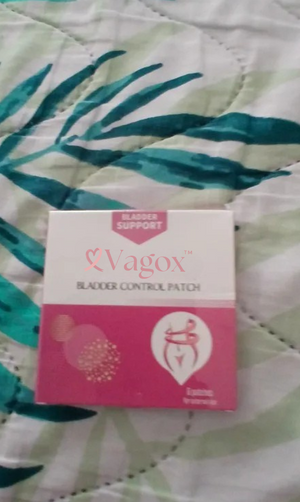 BLADDER
SUPPORT
Vagox™
BLADDER CONTROL PATCH